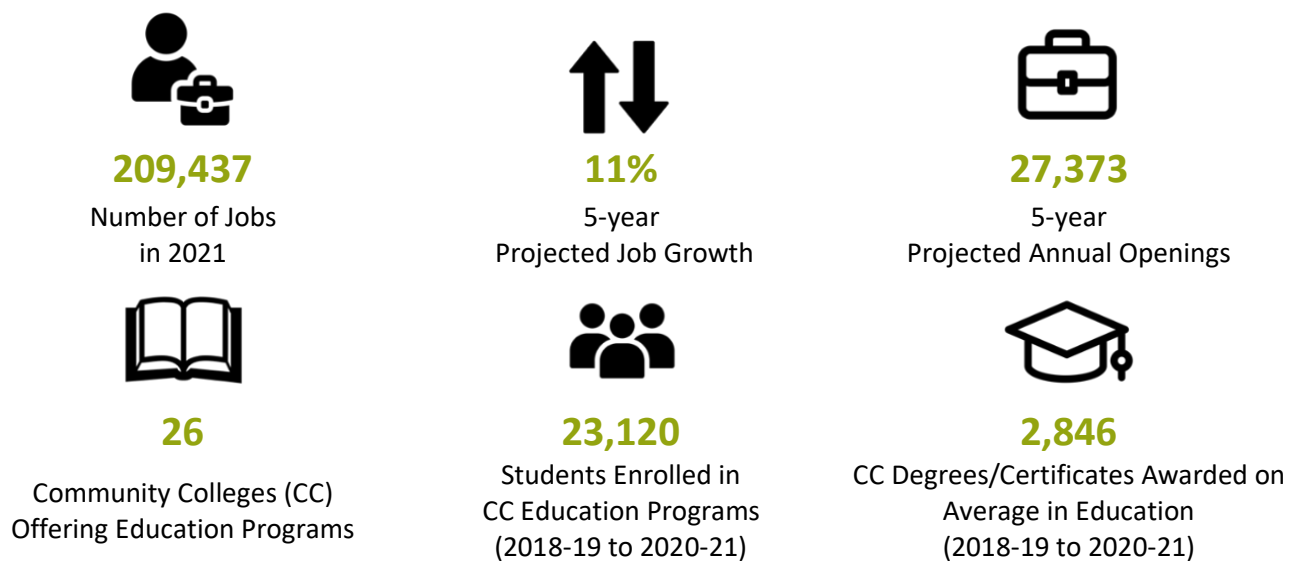 209,437
Number of Jobs
in 2021
11%
5-year
Projected Job Growth
27,373
5-year
Projected Annual Openings
26
Community Colleges (CC)
Offering Education Programs
23,120
Students Enrolled in
CC Education Programs
(2018-19 to 2020-21)
2,846
CC Degrees/Certificates Awarded on
Average in Education
(2018-19 to 2020-21)